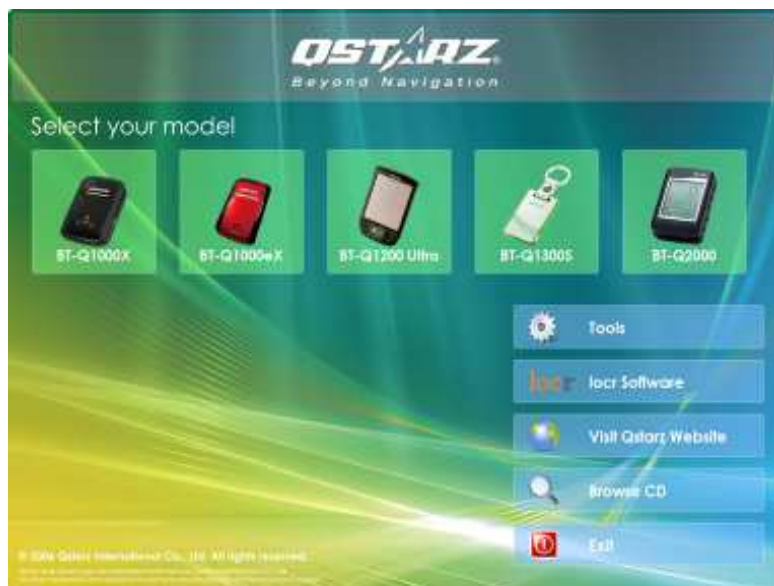 QSTARZ
Beyond Navigation
Select your model
BT-Q1000X
BT-Q1000eX
BT-Q1200 Ultra
BT-Q1300S
BT-Q2000
Tools
locr
locr Software
Visit Qstarz Website
Browse CD
Exit
Qstarz International Co., Ltd. All rights reserved.